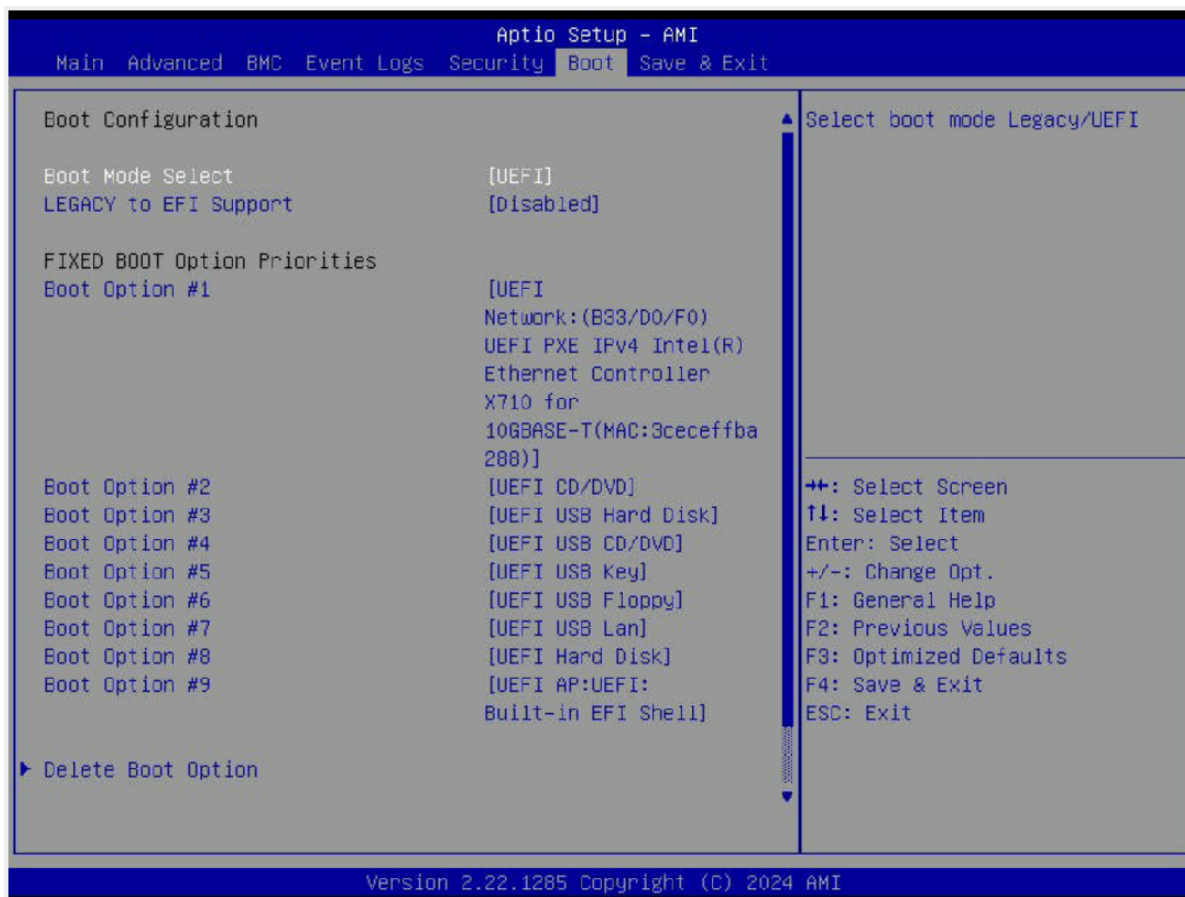 Aptio Setup - AMI
Main Advanced BMC Event Logs Security Boot Save & Exit
Boot Configuration
Boot Mode Select [UEFI]
LEGACY to EFI Support [Disabled]
FIXED BOOT Option Priorities
Boot Option #1 [UEFI
Network:(B33/D0/F0)
UEFI PXE IPv4 Intel(R)
Ethernet Controller
X710 for
10GBASE-T(MAC:3ceceffba
288)]
Boot Option #2 [UEFI CD/DVD]
Boot Option #3 [UEFI USB Hard Disk]
Boot Option #4 [UEFI USB CD/DVD]
Boot Option #5 [UEFI USB Key]
Boot Option #6 [UEFI USB Floppy]
Boot Option #7 [UEFI USB Lan]
Boot Option #8 [UEFI Hard Disk]
Boot Option #9 [UEFI AP:UEFI:
Built-in EFI Shell]
Delete Boot Option
Select boot mode Legacy/UEFI
→←: Select Screen
↑↓: Select Item
Enter: Select
+/-: Change Opt.
F1: General Help
F2: Previous Values
F3: Optimized Defaults
F4: Save & Exit
ESC: Exit
Version 2.22.1285 Copyright (C) 2024 AMI